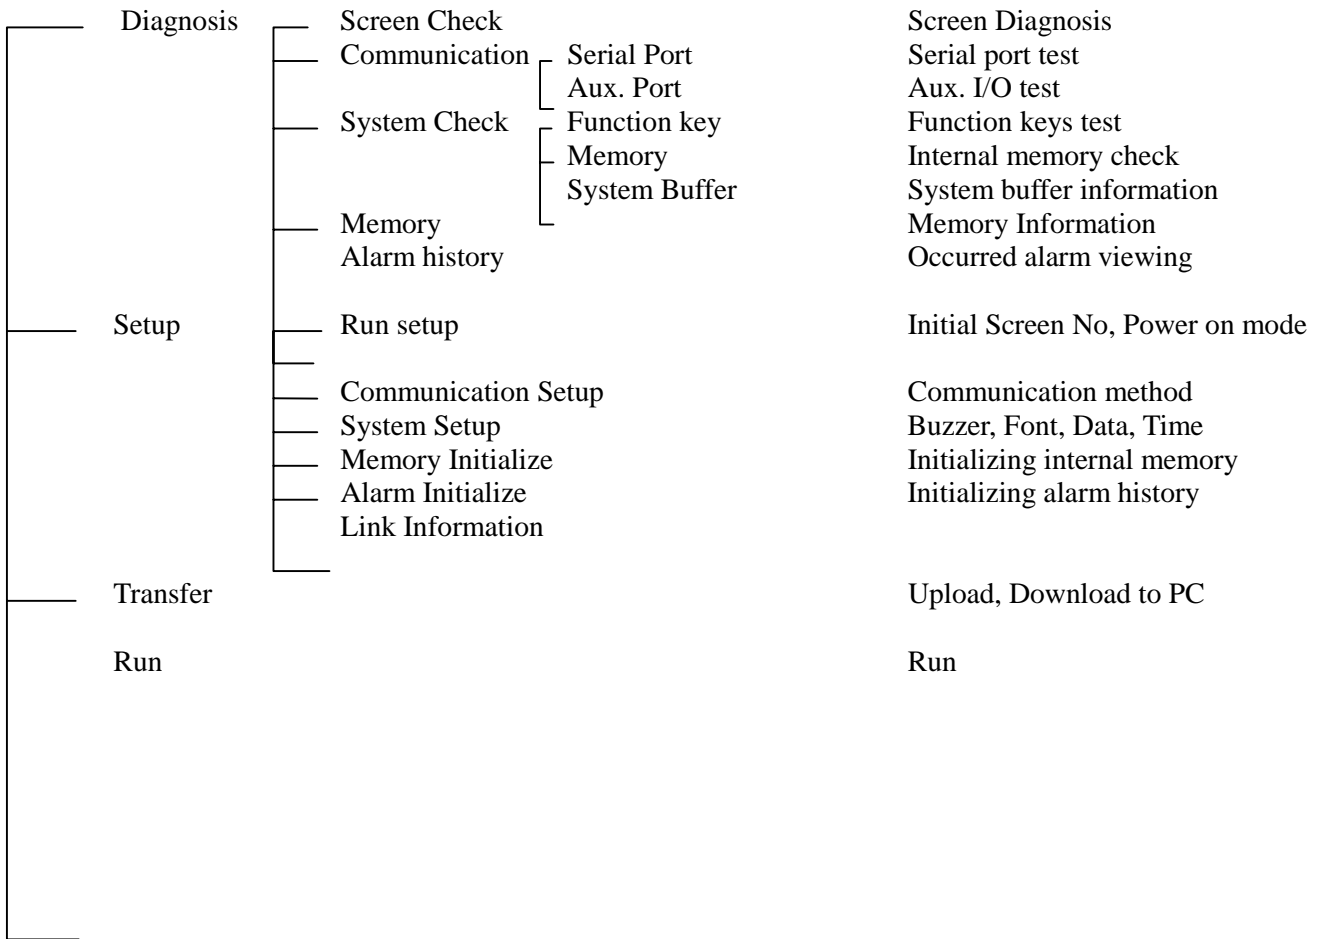 Diagnosis Screen Check Screen Diagnosis
Communication Serial Port Serial port test
Aux. Port Aux. I/O test
System Check Function key Function keys test
Memory Internal memory check
System Buffer System buffer information
Memory Memory Information
Alarm history Occurred alarm viewing
Setup Run setup Initial Screen No, Power on mode
Communication Setup Communication method
System Setup Buzzer, Font, Data, Time
Memory Initialize Initializing internal memory
Alarm Initialize Initializing alarm history
Link Information
Transfer Upload, Download to PC
Run Run